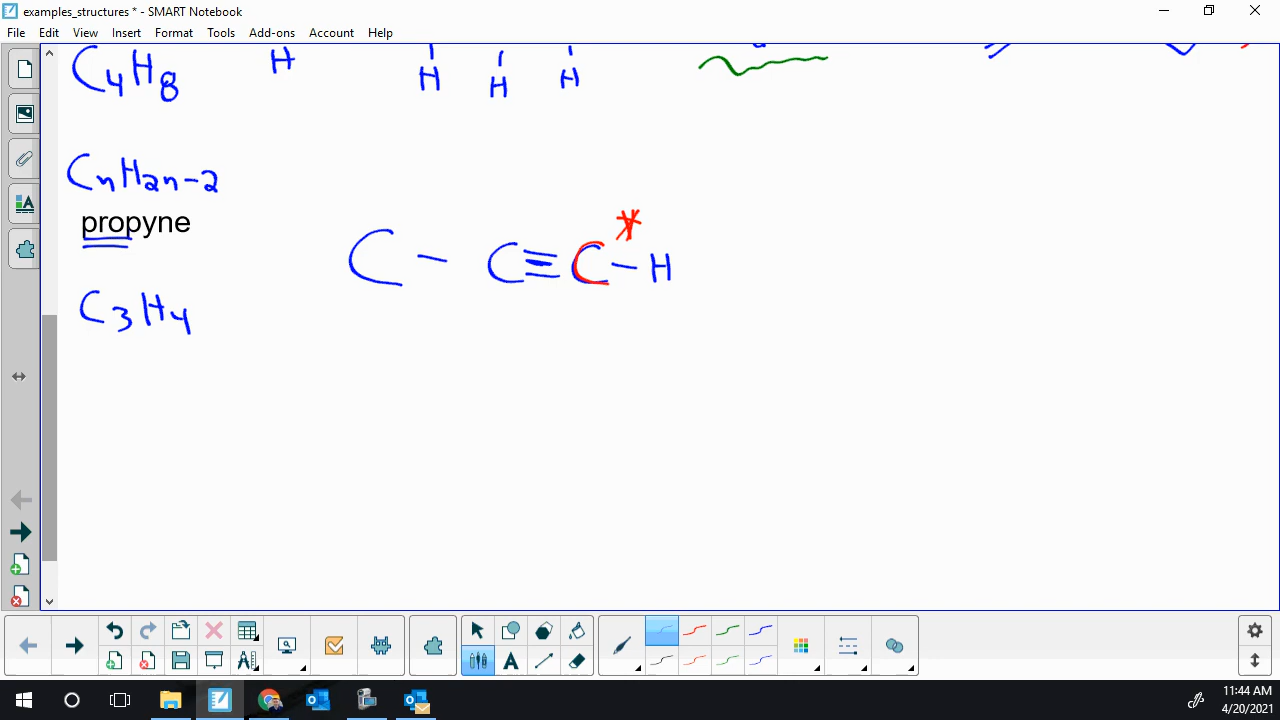 examples_structures * - SMART Notebook
File Edit View Insert Format Tools Add-ons Account Help
C4H8
H
H
H
H
CnH2n-2
propyne
C - C≡C-H
*
C3H4
11:44 AM
4/20/2021